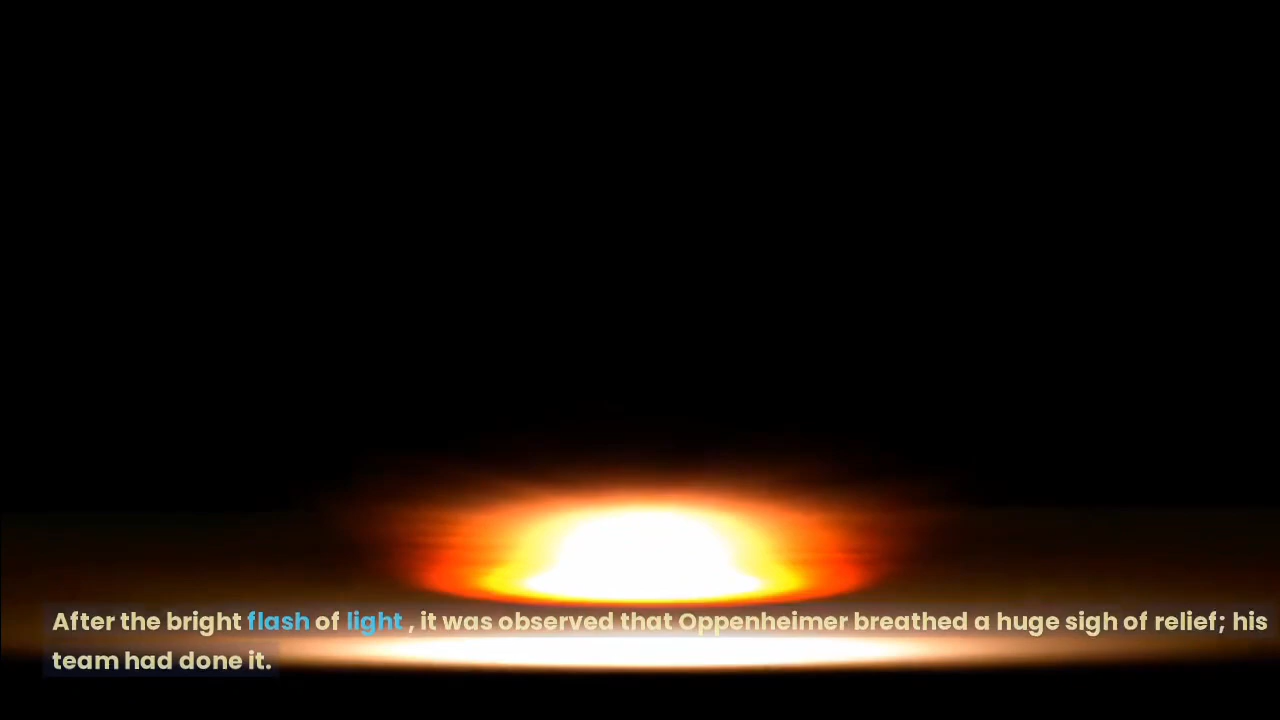 After the bright flash of light , it was observed that Oppenheimer breathed a huge sigh of relief; his
team had done it.